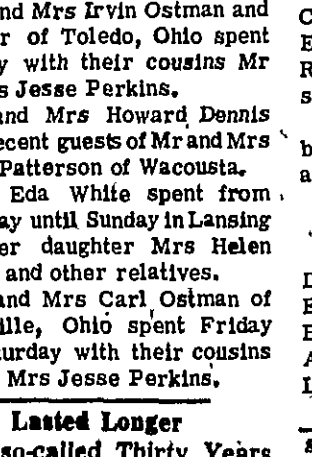 nd Mrs Irvin Ostman and
r of Toledo, Ohio spent
y with their cousins Mr
s Jesse Perkins.
and Mrs Howard Dennis
ecent guests of Mr and Mrs
Patterson of Wacousta.
Eda White spent from
ay until Sunday in Lansing
er daughter Mrs Helen
and other relatives.
and Mrs Carl Ostman of
ille, Ohio spent Friday
turday with their cousins
Mrs Jesse Perkins.
Lasted Longer
so-called Thirty Years